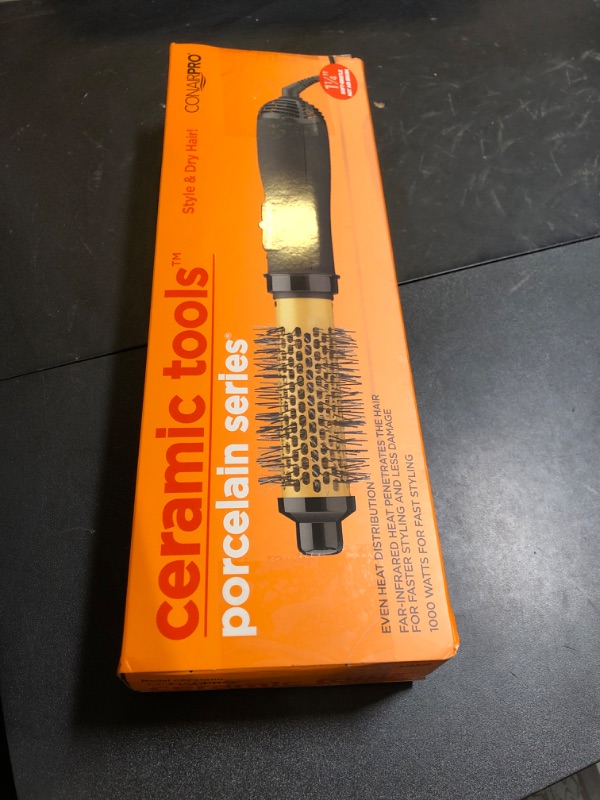 CONAIRPRO
Style & Dry Hair!
1¼"
ceramic tools™
porcelain series®
EVEN HEAT DISTRIBUTION
FAR-INFRARED HEAT PENETRATES THE HAIR
FOR FASTER STYLING AND LESS DAMAGE
1000 WATTS FOR FAST STYLING